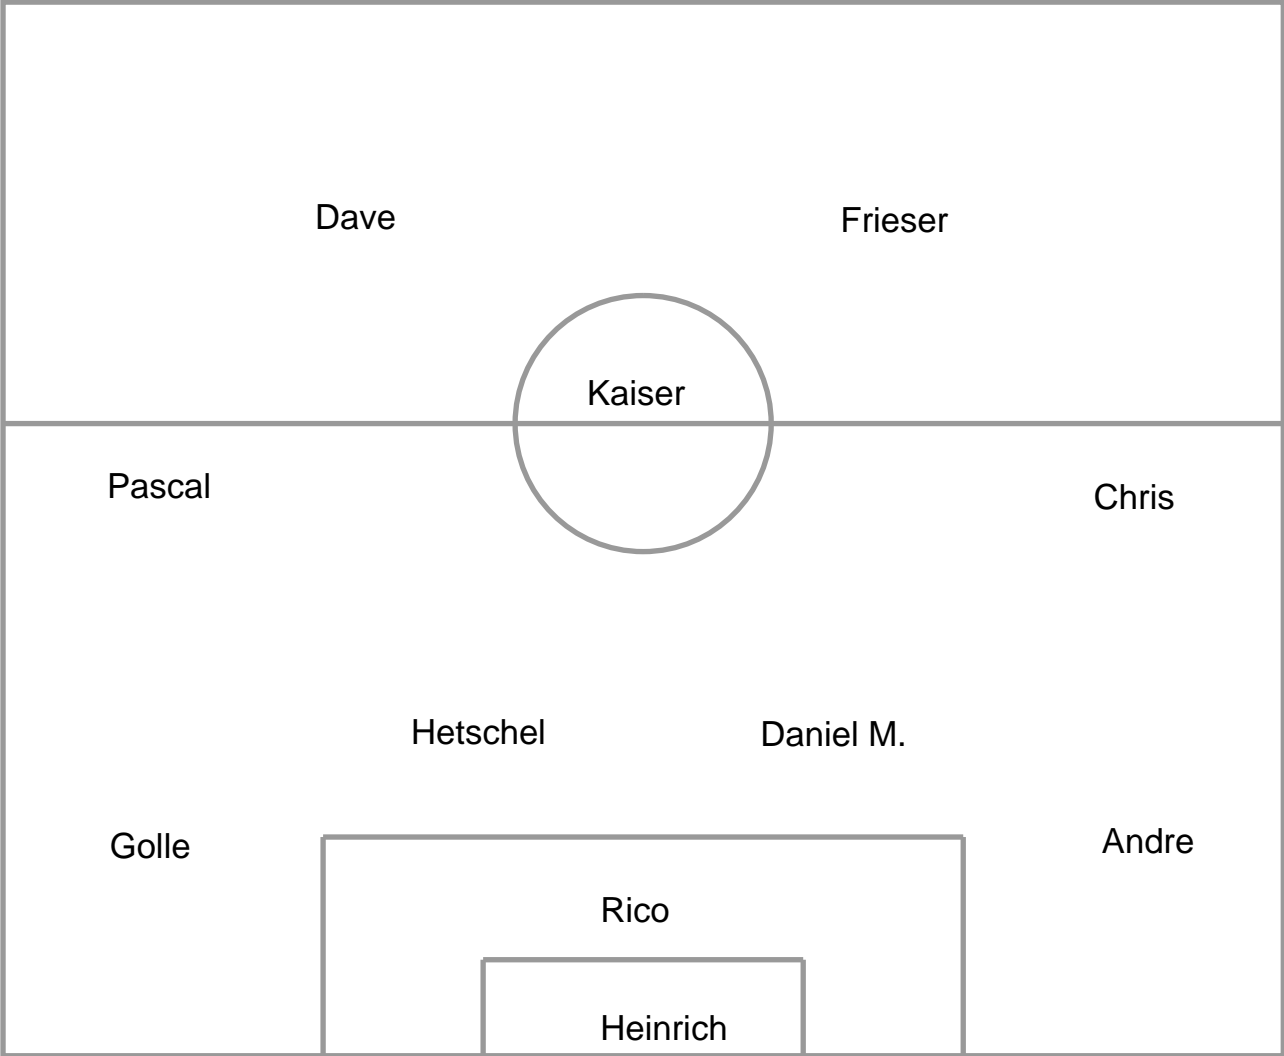 Dave
Frieser
Kaiser
Pascal
Chris
Hetschel
Daniel M.
Golle
Andre
Rico
Heinrich